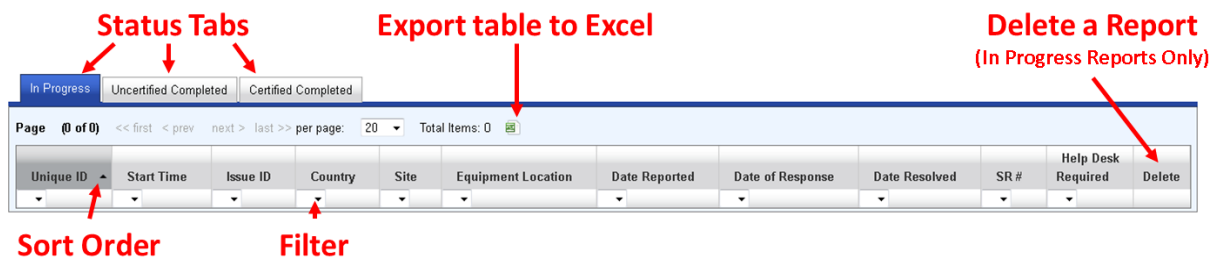 Status Tabs
Export table to Excel
Delete a Report
(In Progress Reports Only)
In Progress Uncertified Completed Certified Completed
Page (0 of 0) << first < prev next > last >> per page: 20 Total Items: 0
Unique ID Start Time Issue ID Country Site Equipment Location Date Reported Date of Response Date Resolved SR # Help Desk Required Delete
Sort Order
Filter